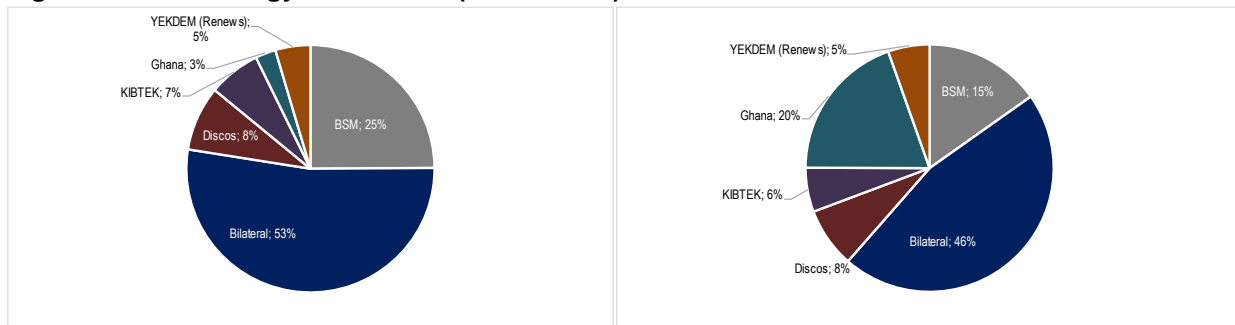 YEKDEM (Renews);
5%
Ghana; 3%
KIBTEK; 7%
Discos; 8%
BSM; 25%
Bilateral; 53%
YEKDEM (Renews); 5%
BSM; 15%
Ghana; 20%
KIBTEK; 6%
Bilateral; 46%
Discos; 8%